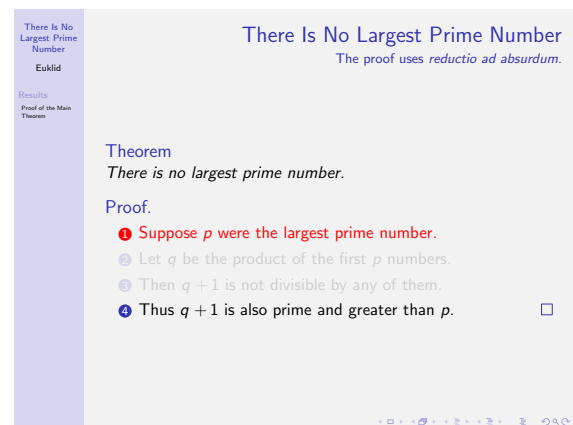 There Is No
Largest Prime
Number
Euklid
Results
Proof of the Main
Theorem
There Is No Largest Prime Number
The proof uses reductio ad absurdum.
Theorem
There is no largest prime number.
Proof.
1 Suppose p were the largest prime number.
2 Let q be the product of the first p numbers.
3 Then q + 1 is not divisible by any of them.
4 Thus q + 1 is also prime and greater than p.